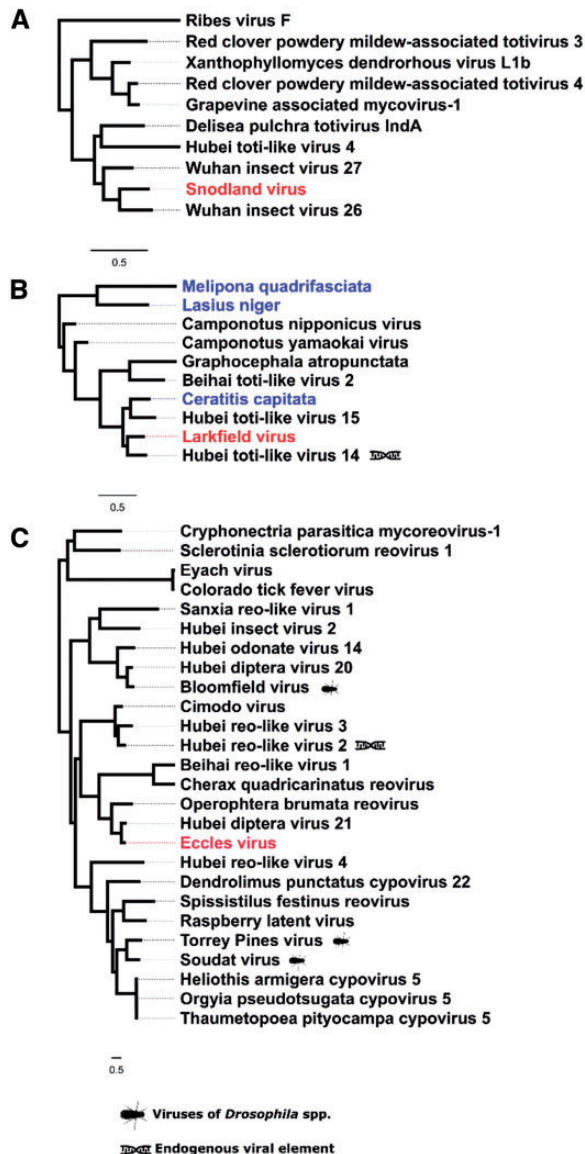 A
Ribes virus F
Red clover powdery mildew-associated totivirus 3
Xanthophyllomyces dendrorhous virus L1b
Red clover powdery mildew-associated totivirus 4
Grapevine associated mycovirus-1
Delisea pulchra totivirus IndA
Hubei toti-like virus 4
Wuhan insect virus 27
Snodland virus
Wuhan insect virus 26
0.5
B
Melipona quadrifasciata
Lasius niger
Camponotus nipponicus virus
Camponotus yamaokai virus
Graphocephala atropunctata
Beihai toti-like virus 2
Ceratitis capitata
Hubei toti-like virus 15
Larkfield virus
Hubei toti-like virus 14
0.5
C
Cryphonectria parasitica mycoreovirus-1
Sclerotinia sclerotiorum reovirus 1
Eyach virus
Colorado tick fever virus
Sanxia reo-like virus 1
Hubei insect virus 2
Hubei odonate virus 14
Hubei diptera virus 20
Bloomfield virus
Cimodo virus
Hubei reo-like virus 3
Hubei reo-like virus 2
Beihai reo-like virus 1
Cherax quadricarinatus reovirus
Operophtera brumata reovirus
Hubei diptera virus 21
Eccles virus
Hubei reo-like virus 4
Dendrolimus punctatus cypovirus 22
Spissistilus festinus reovirus
Raspberry latent virus
Torrey Pines virus
Soudat virus
Heliothis armigera cypovirus 5
Orgyia pseudotsugata cypovirus 5
Thaumetopoea pityocampa cypovirus 5
0.5
Viruses of Drosophila spp.
Endogenous viral element